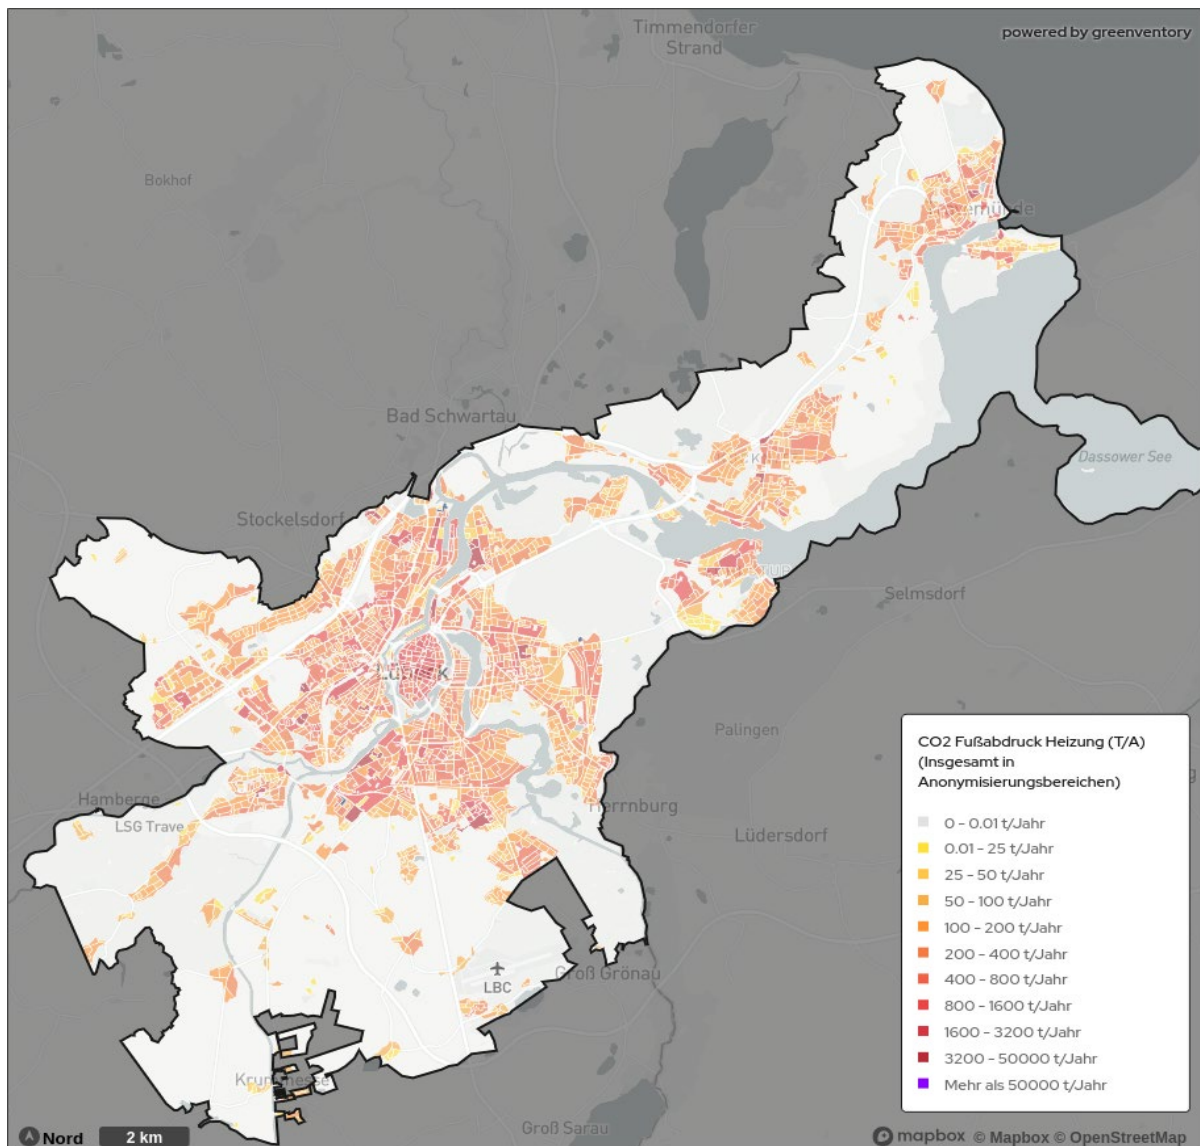 Timmendorfer
Strand
powered by greenventory
Bokhof
Bad Schwartau
Dassower See
Stockelsdorf
Selmsdorf
Palingen
Hamberge
LSG Trave
Herrnburg
Lüdersdorf
Groß Grönau
LBC
Groß Sarau
CO2 Fußabdruck Heizung (T/A)
(Insgesamt in
Anonymisierungsbereichen)
0 - 0.01 t/Jahr
0.01 - 25 t/Jahr
25 - 50 t/Jahr
50 - 100 t/Jahr
100 - 200 t/Jahr
200 - 400 t/Jahr
400 - 800 t/Jahr
800 - 1600 t/Jahr
1600 - 3200 t/Jahr
3200 - 50000 t/Jahr
Mehr als 50000 t/Jahr
Nord
2 km
mapbox © Mapbox © OpenStreetMap